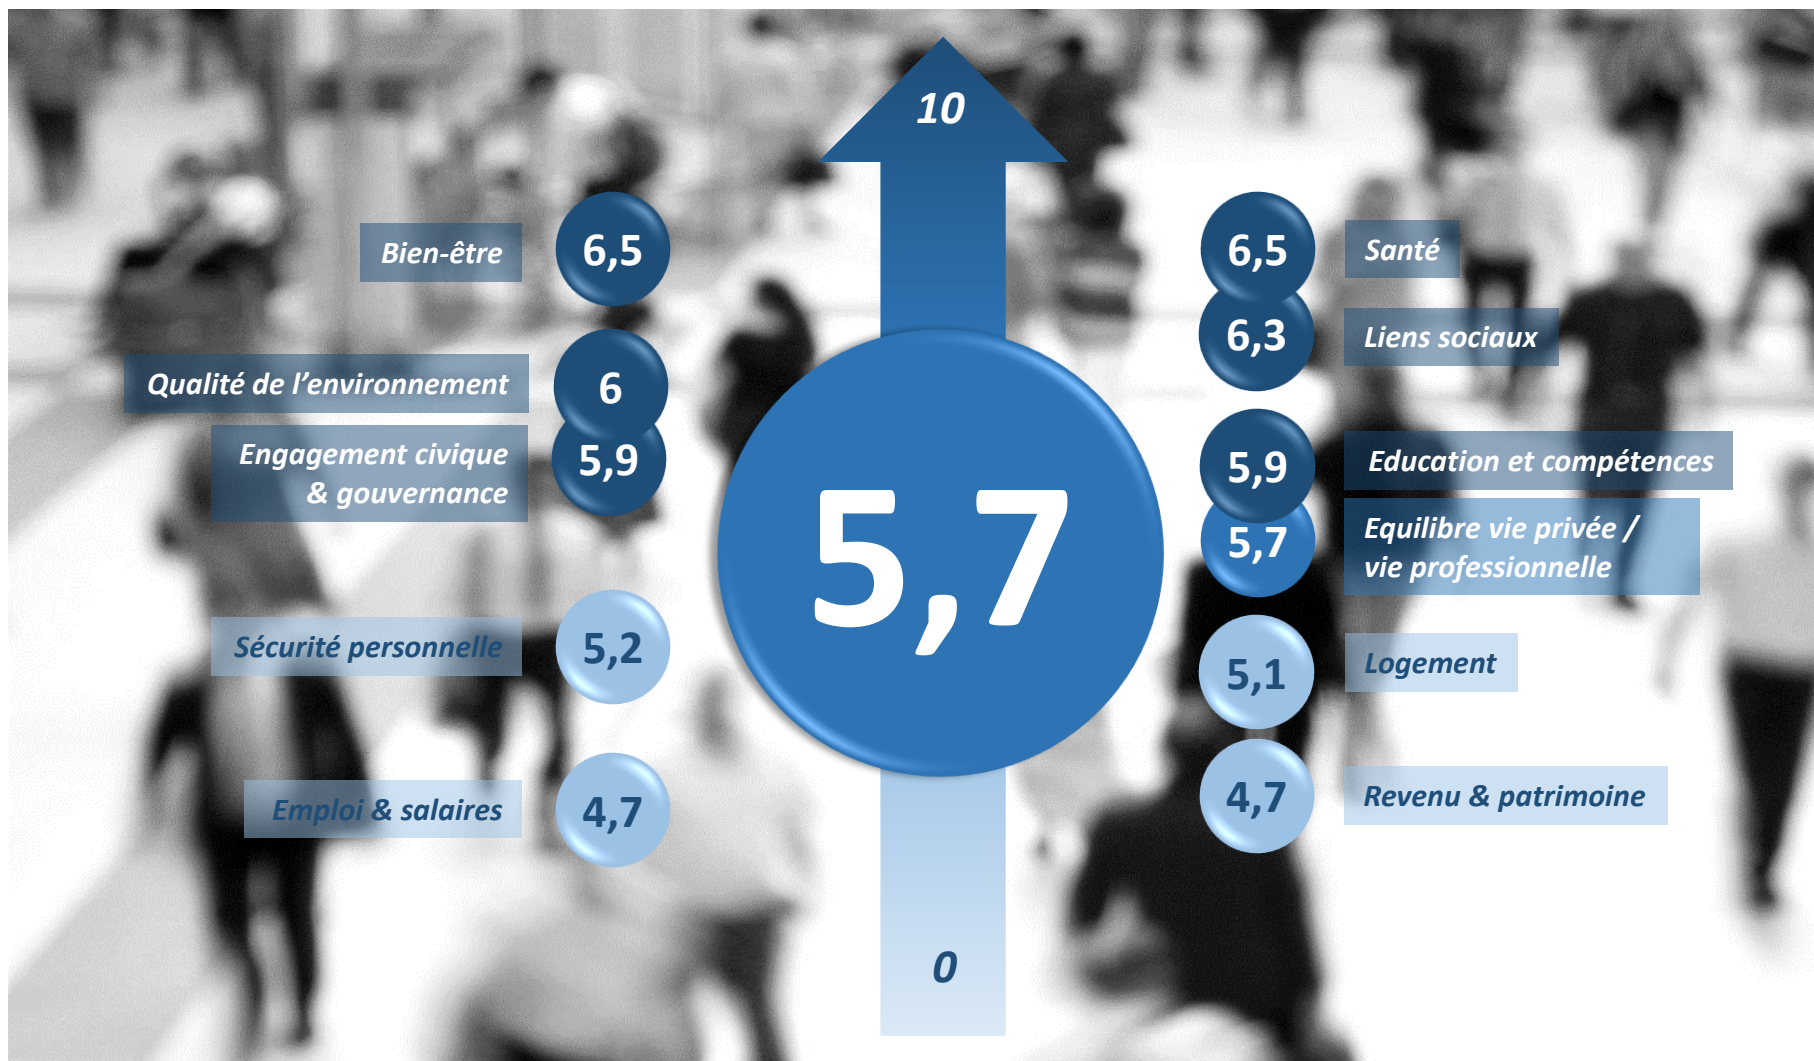 10
Bien-être
6,5
Qualité de l’environnement
6
Engagement civique
& gouvernance
5,9
Sécurité personnelle
5,2
Emploi & salaires
4,7
5,7
6,5
Santé
6,3
Liens sociaux
5,9
Education et compétences
5,7
Equilibre vie privée /
vie professionnelle
5,1
Logement
4,7
Revenu & patrimoine
0